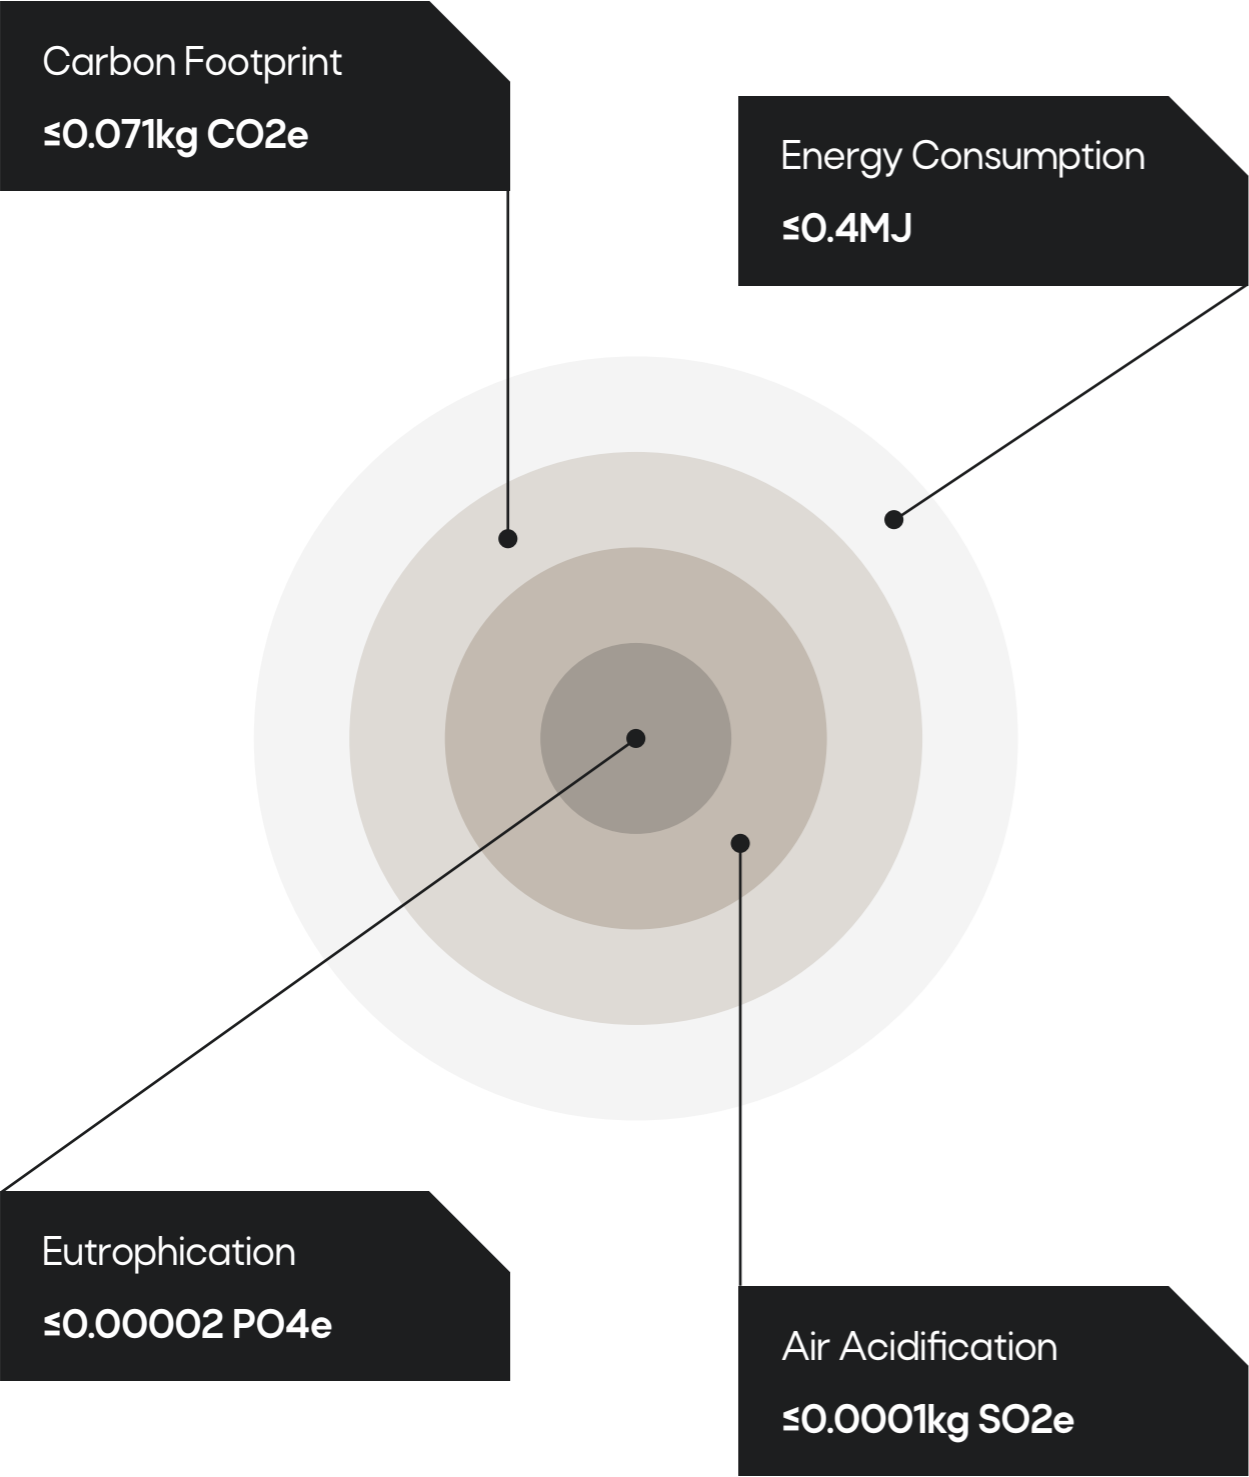 Carbon Footprint
≤0.071kg CO2e
Energy Consumption
≤0.4MJ
Eutrophication
≤0.00002 PO4e
Air Acidification
≤0.0001kg SO2e